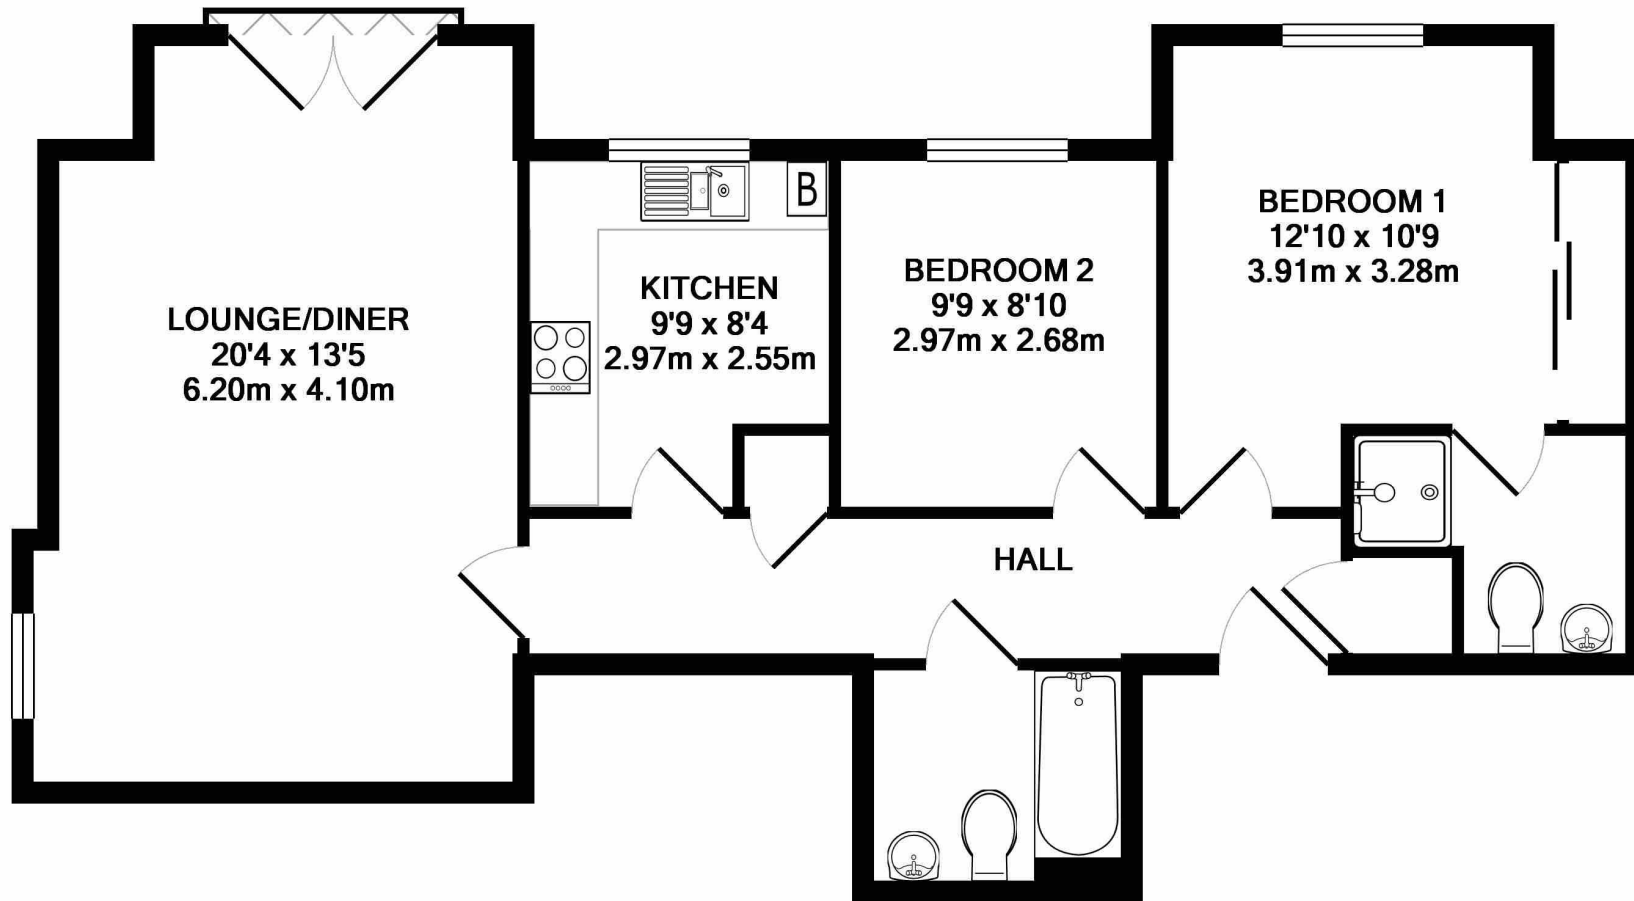 LOUNGE/DINER
20'4 x 13'5
6.20m x 4.10m
KITCHEN
9'9 x 8'4
2.97m x 2.55m
B
BEDROOM 2
9'9 x 8'10
2.97m x 2.68m
BEDROOM 1
12'10 x 10'9
3.91m x 3.28m
HALL